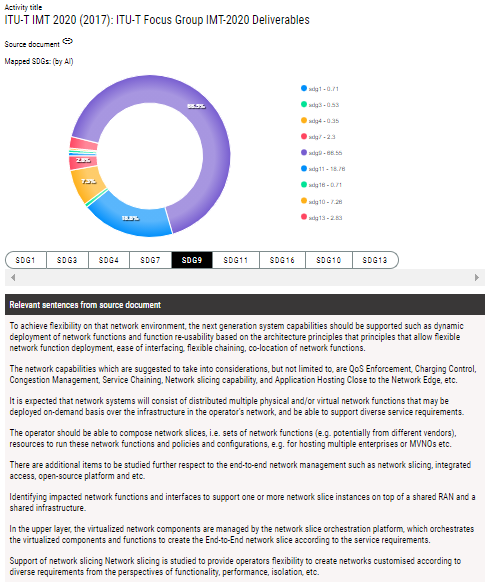 Activity title
ITU-T IMT 2020 (2017): ITU-T Focus Group IMT-2020 Deliverables
Source document
Mapped SDGs: (by AI)
66.5%
2.8%
7.3%
18.8%
sdg1 - 0.71
sdg3 - 0.53
sdg4 - 0.35
sdg7 - 2.3
sdg9 - 66.55
sdg11 - 18.76
sdg16 - 0.71
sdg10 - 7.26
sdg13 - 2.83
SDG1 SDG3 SDG4 SDG7 SDG9 SDG11 SDG16 SDG10 SDG13
Relevant sentences from source document
To achieve flexibility on that network environment, the next generation system capabilities should be supported such as dynamic
deployment of network functions and function re-usability based on the architecture principles that principles that allow flexible
network function deployment, ease of interfacing, flexible chaining, co-location of network functions.
The network capabilities which are suggested to take into considerations, but not limited to, are QoS Enforcement, Charging Control,
Congestion Management, Service Chaining, Network slicing capability, and Application Hosting Close to the Network Edge, etc.
It is expected that network systems will consist of distributed multiple physical and/or virtual network functions that may be
deployed on-demand basis over the infrastructure in the operator's network, and be able to support diverse service requirements.
The operator should be able to compose network slices, i.e. sets of network functions (e.g. potentially from different vendors),
resources to run these network functions and policies and configurations, e.g. for hosting multiple enterprises or MVNOs etc.
There are additional items to be studied further respect to the end-to-end network management such as network slicing, integrated
access, open-source platform and etc.
Identifying impacted network functions and interfaces to support one or more network slice instances on top of a shared RAN and a
shared infrastructure.
In the upper layer, the virtualized network components are managed by the network slice orchestration platform, which orchestrates
the virtualized components and functions to create the End-to-End network slice according to the service requirements.
Support of network slicing Network slicing is studied to provide operators flexibility to create networks customised according to
diverse requirements from the perspectives of functionality, performance, isolation, etc.